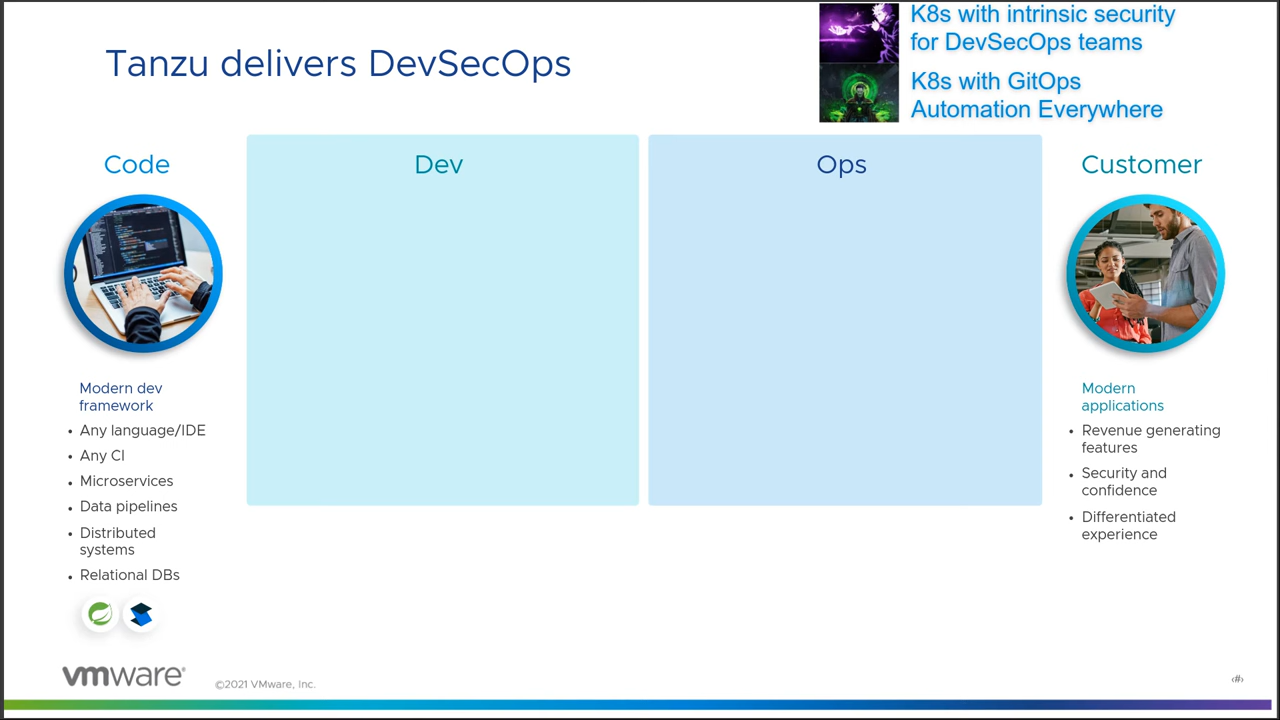 Tanzu delivers DevSecOps
K8s with intrinsic security
for DevSecOps teams
K8s with GitOps
Automation Everywhere
Code
Dev
Ops
Customer
Modern dev
framework
• Any language/IDE
• Any CI
• Microservices
• Data pipelines
• Distributed
systems
• Relational DBs
Modern
applications
• Revenue generating
features
• Security and
confidence
• Differentiated
experience
vmware®
©2021 VMware, Inc.
‹#›